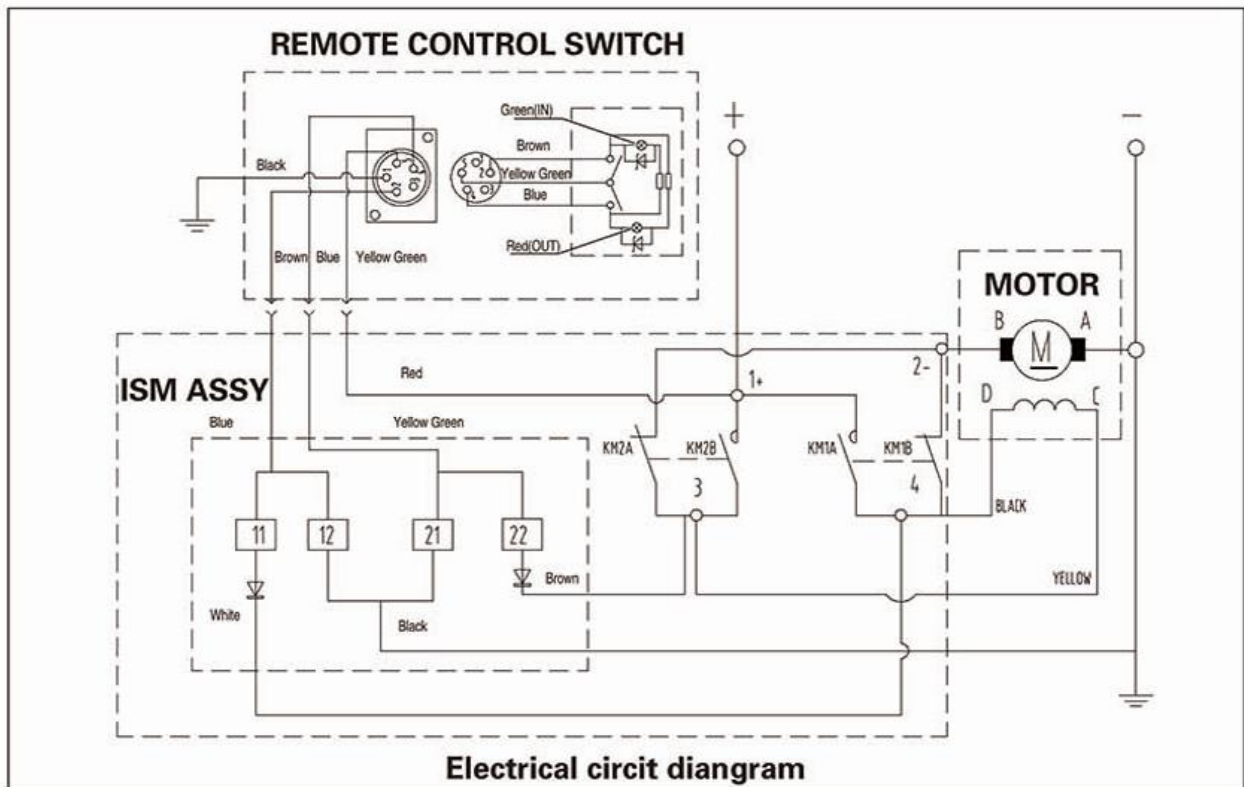 REMOTE CONTROL SWITCH
Green(IN)
Brown
Black
Yellow Green
Blue
Red(OUT)
Brown
Blue
Yellow Green
+
-
MOTOR
B
A
M
D
C
ISM ASSY
Red
2-
1+
Blue
Yellow Green
KM2A
KM2B
KM1A
KM1B
3
4
BLACK
11
12
21
22
Brown
YELLOW
White
Black
Electrical circit diangram